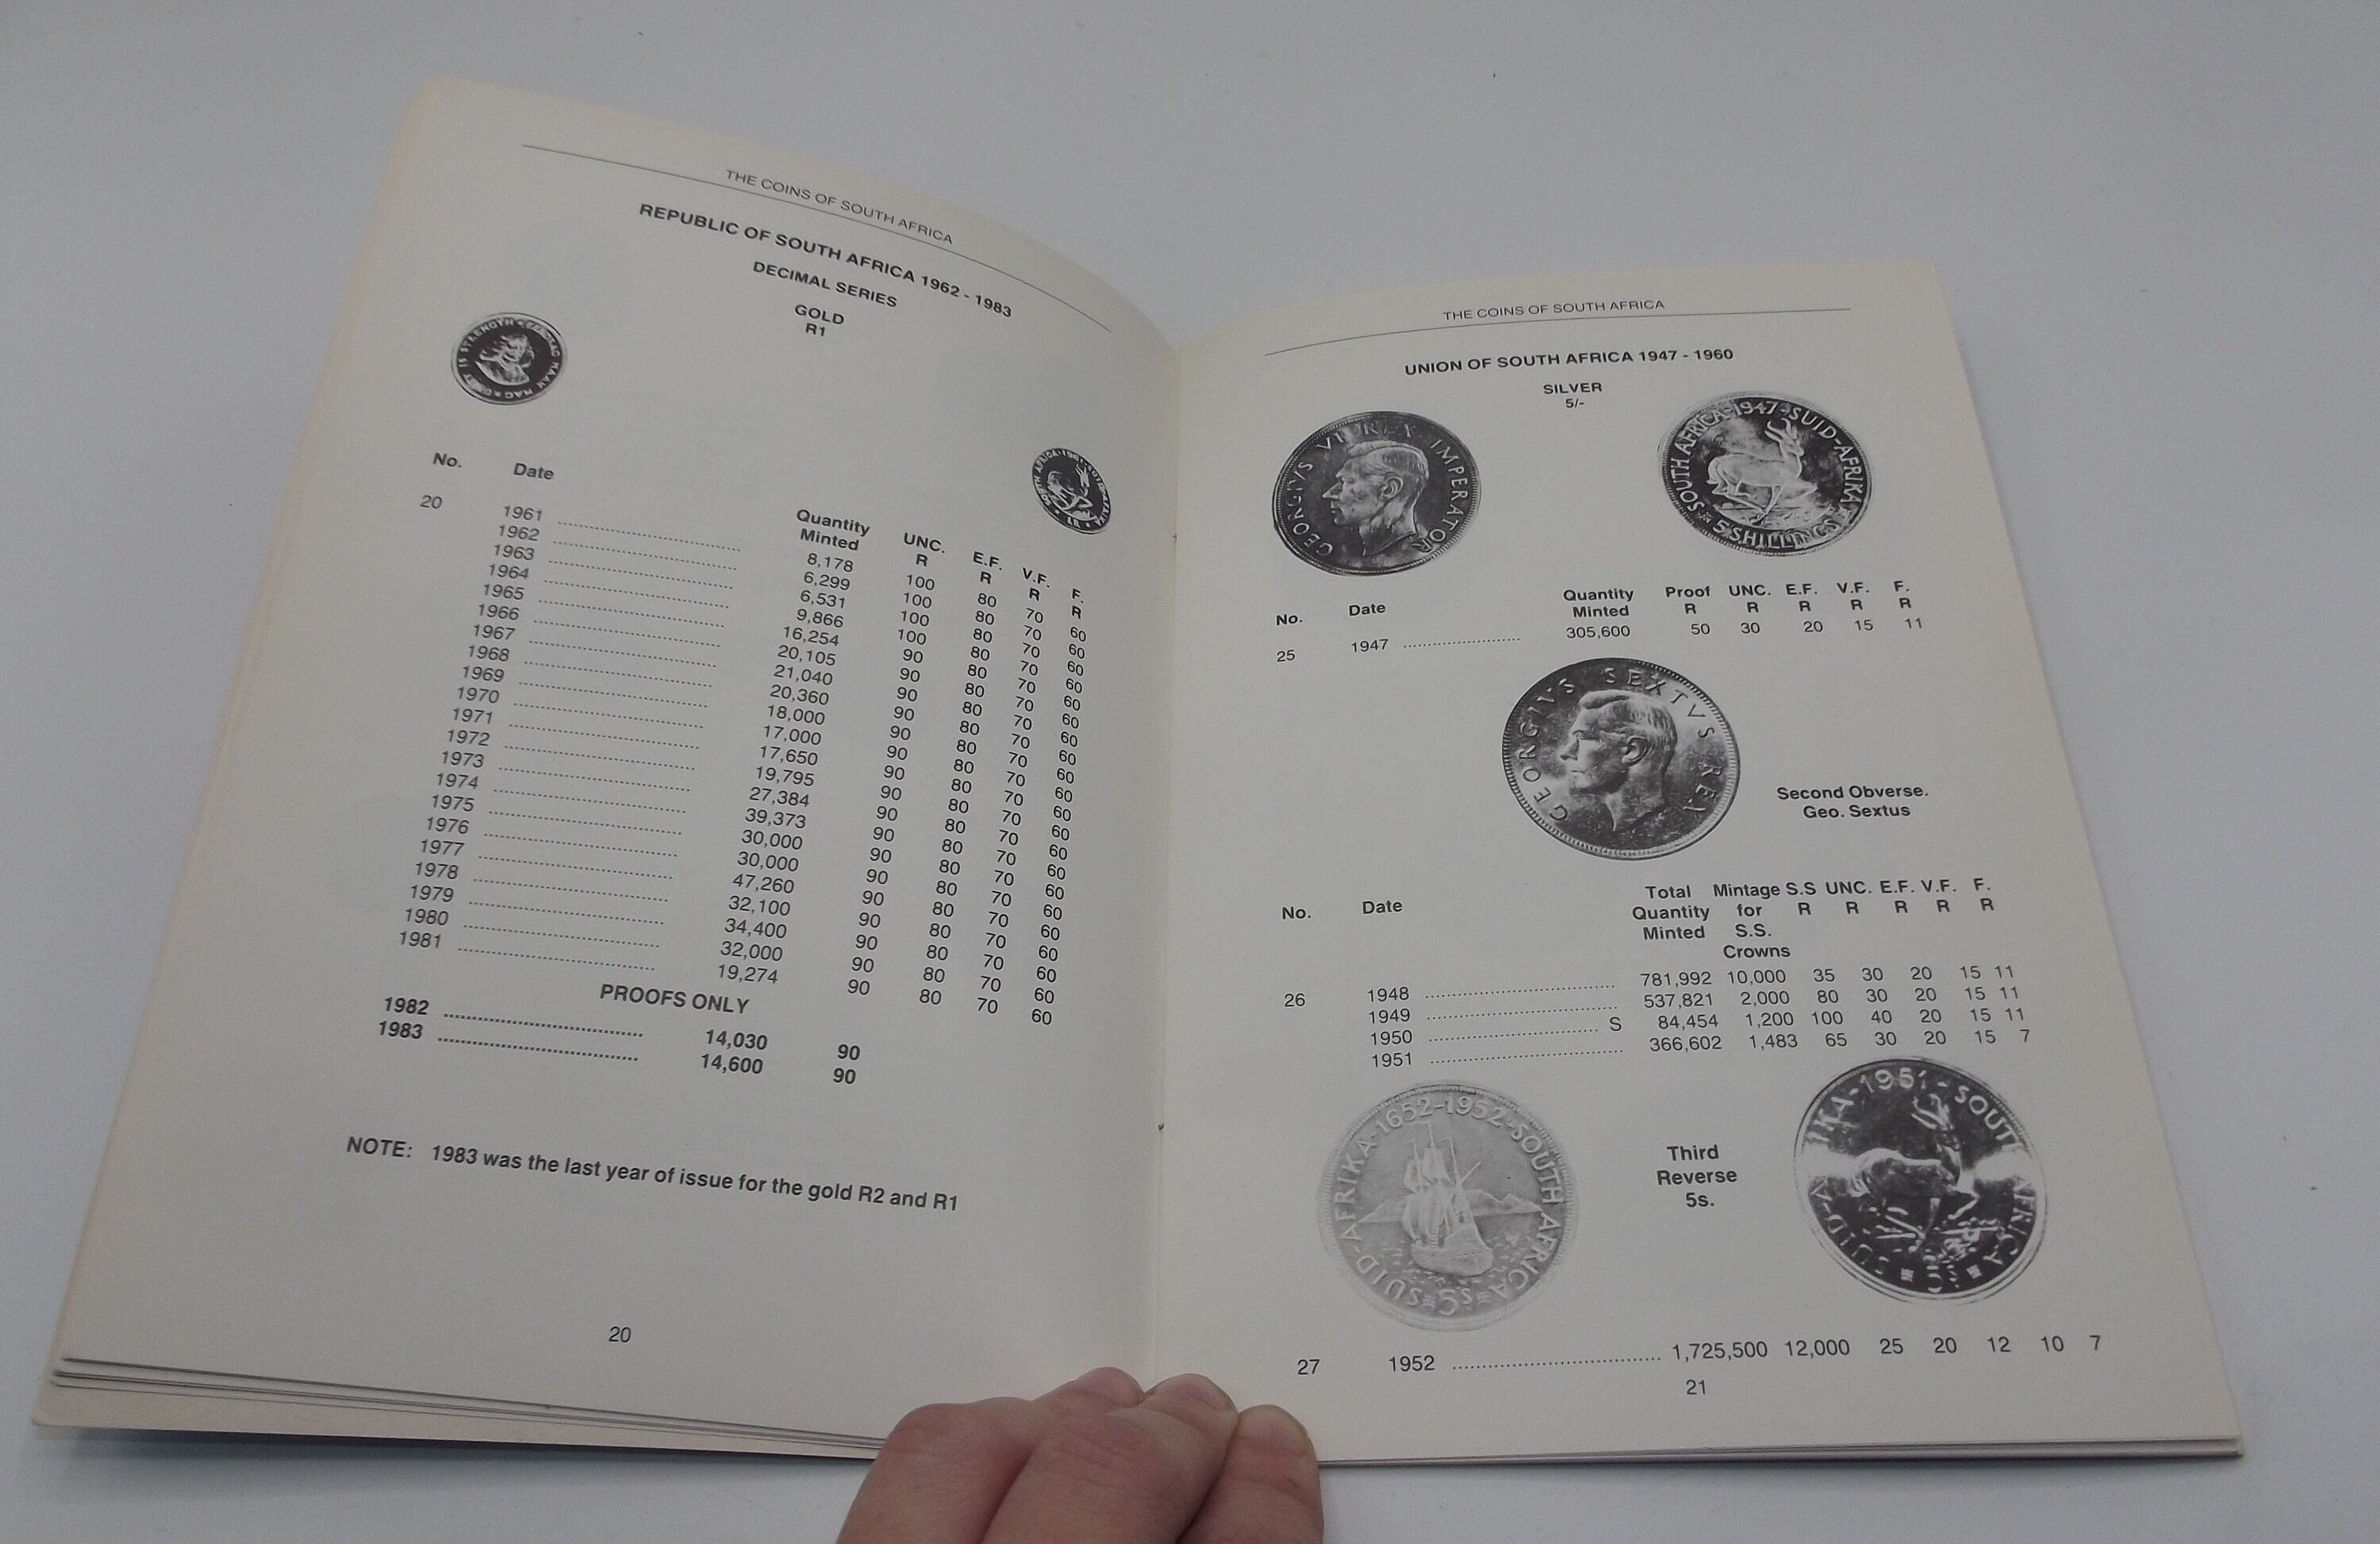 THE COINS OF SOUTH AFRICA
REPUBLIC OF SOUTH AFRICA 1962 - 1983
DECIMAL SERIES
GOLD
R1
IS STRENGTH
MAAK MAG
No. Date Quantity Minted UNC. R E.F. R V.F. R F. R
20 1961 .................... 8,178 100 80 70 60
1962 .................... 6,299 100 80 70 60
1963 .................... 6,531 100 80 70 60
1964 .................... 9,866 100 80 70 60
1965 .................... 16,254 90 80 70 60
1966 .................... 20,105 90 80 70 60
1967 .................... 21,040 90 80 70 60
1968 .................... 20,360 90 80 70 60
1969 .................... 18,000 90 80 70 60
1970 .................... 17,000 90 80 70 60
1971 .................... 17,650 90 80 70 60
1972 .................... 19,795 90 80 70 60
1973 .................... 27,384 90 80 70 60
1974 .................... 39,373 90 80 70 60
1975 .................... 30,000 90 80 70 60
1976 .................... 30,000 90 80 70 60
1977 .................... 47,260 90 80 70 60
1978 .................... 32,100 90 80 70 60
1979 .................... 34,400 90 80 70 60
1980 .................... 32,000 90 80 70 60
1981 .................... 19,274 90 80 70 60
PROOFS ONLY
1982 .................... 14,030 90
1983 .................... 14,600 90
NOTE: 1983 was the last year of issue for the gold R2 and R1
20
THE COINS OF SOUTH AFRICA
UNION OF SOUTH AFRICA 1947 - 1960
SILVER
5/-
GEORGIVS VI REX IMPERATOR
SOUTH AFRICA-1947-SUID-AFRIKA
5 SHILLINGS
No. Date Quantity Minted Proof R UNC. R E.F. R V.F. R F. R
25 1947 .................... 305,600 50 30 20 15 11
GEORGIVS SEXTVS REX
Second Obverse.
Geo. Sextus
No. Date Total Quantity Minted Mintage for S.S. Crowns S.S R UNC. R E.F. R V.F. R F. R
26 1948 .................... 781,992 10,000 35 30 20 15 11
1949 .................... 537,821 2,000 80 30 20 15 11
1950 .................... S 84,454 1,200 100 40 20 15 11
1951 .................... 366,602 1,483 65 30 20 15 7
SUID-AFRIKA-1652-1952-SOUTH AFRICA
5s
Third
Reverse
5s.
1951-SOUTH AFRICA
27 1952 .................... 1,725,500 12,000 25 20 12 10 7
21